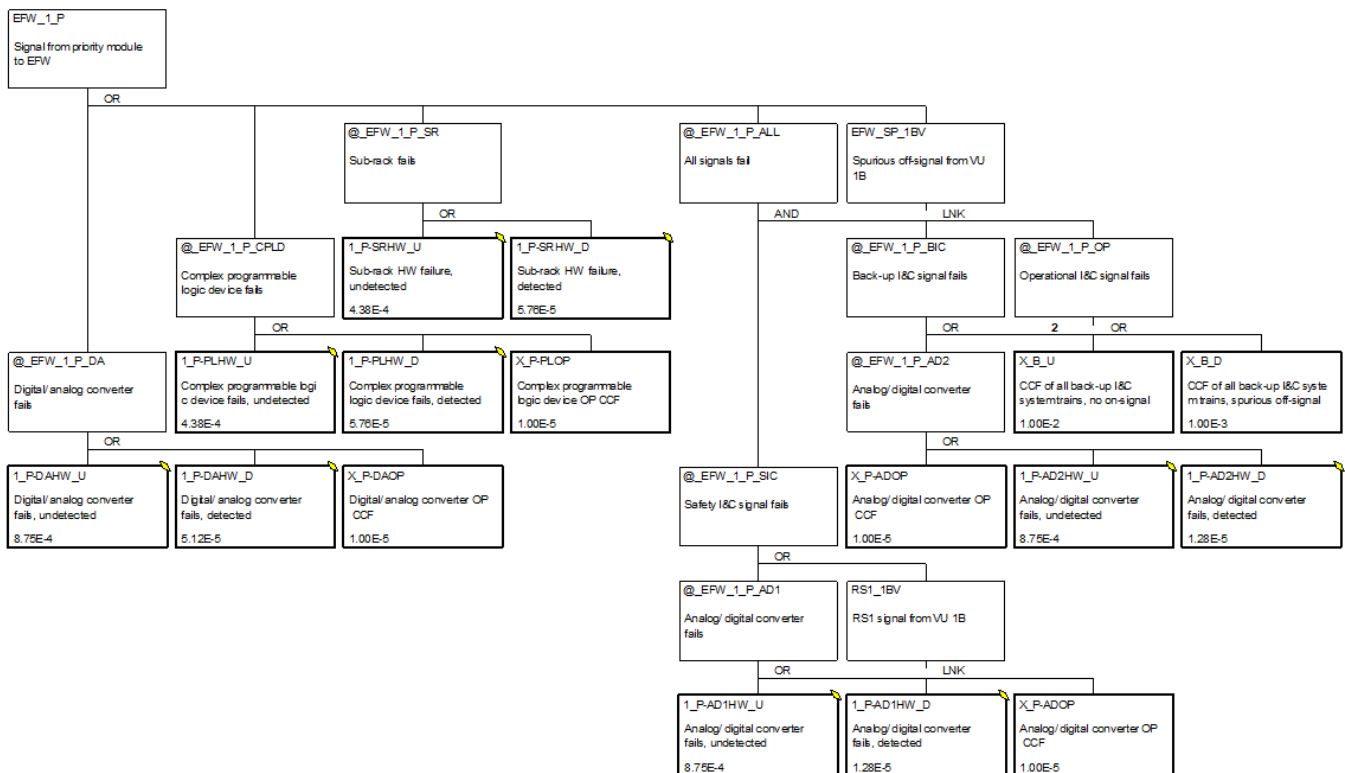 EFW_1_P
Signal from priority module
to EFW
OR
@_EFW_1_P_SR
Sub-rack fails
@_EFW_1_P_ALL
All signals fail
EFW_SP_1BV
Spurious off-signal from VU
1B
OR
AND
LNK
@_EFW_1_P_CPLD
Complex programmable
logic device fails
1_P-SRHW_U
Sub-rack HW failure,
undetected
4.38E-4
1_P-SRHW_D
Sub-rack HW failure,
detected
5.76E-5
@_EFW_1_P_BIC
Back-up I&C signal fails
@_EFW_1_P_OP
Operational I&C signal fails
OR
OR
2
OR
@_EFW_1_P_DA
Digital/analog converter
fails
1_P-PLHW_U
Complex programmable logi
c device fails, undetected
4.38E-4
1_P-PLHW_D
Complex programmable
logic device fails, detected
5.76E-5
X_P-PLOP
Complex programmable
logic device OP CCF
1.00E-5
@_EFW_1_P_AD2
Analog/digital converter
fails
X_B_U
CCF of all back-up I&C
system trains, no on-signal
1.00E-2
X_B_D
CCF of all back-up I&C syste
m trains, spurious off-signal
1.00E-3
OR
OR
1_P-DAHW_U
Digital/analog converter
fails, undetected
8.75E-4
1_P-DAHW_D
Digital/analog converter
fails, detected
5.12E-5
X_P-DAOP
Digital/analog converter OP
CCF
1.00E-5
@_EFW_1_P_SIC
Safety I&C signal fails
X_P-ADOP
Analog/digital converter OP
CCF
1.00E-5
1_P-AD2HW_U
Analog/digital converter
fails, undetected
8.75E-4
1_P-AD2HW_D
Analog/digital converter
fails, detected
1.28E-5
OR
@_EFW_1_P_AD1
Analog/digital converter
fails
RS1_1BV
RS1 signal from VU 1B
OR
LNK
1_P-AD1HW_U
Analog/digital converter
fails, undetected
8.75E-4
1_P-AD1HW_D
Analog/digital converter
fails, detected
1.28E-5
X_P-ADOP
Analog/digital converter OP
CCF
1.00E-5